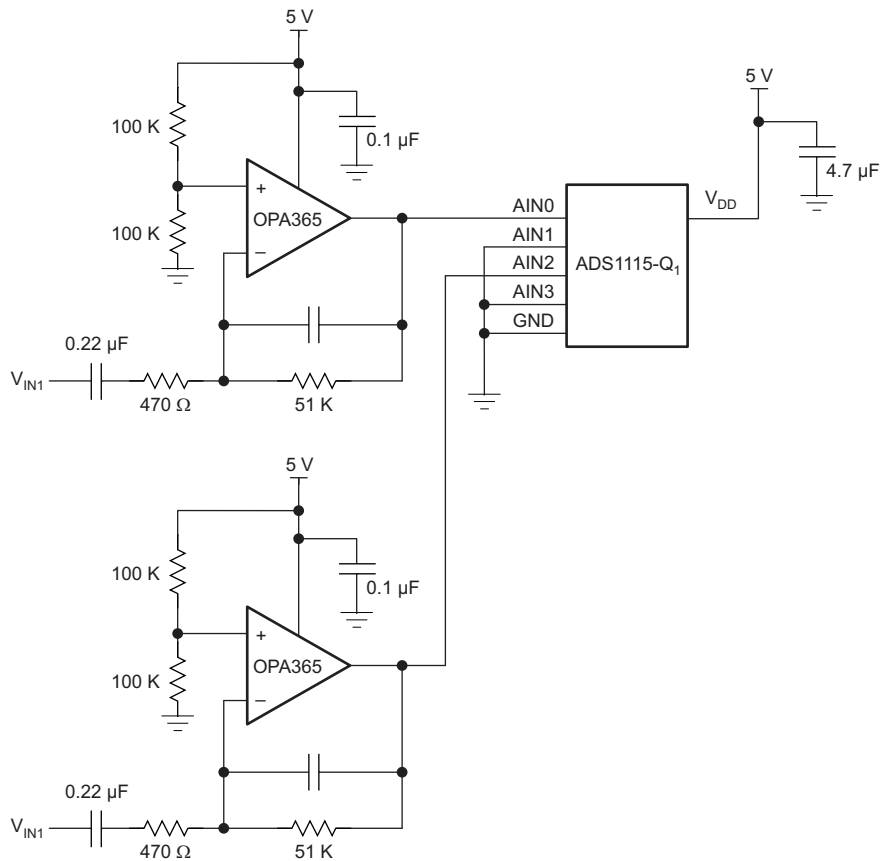 5 V
100 K
0.1 µF
+
OPA365
100 K
−
0.22 µF
V_IN1
470 Ω
51 K
5 V
4.7 µF
V_DD
AIN0
AIN1
AIN2
AIN3
GND
ADS1115-Q₁
5 V
100 K
0.1 µF
+
OPA365
100 K
−
0.22 µF
V_IN1
470 Ω
51 K